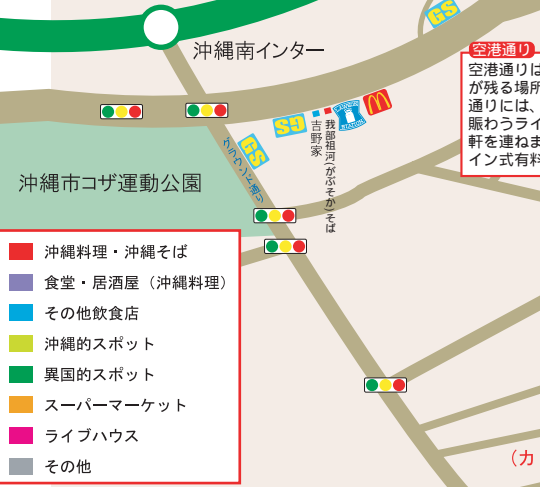 GS
沖縄南インター
空港通り
空港通りは
が残る場所
通りには、
賑わうライ
軒を連ねま
イン式有料
GS
GS
LAWSON
STATION
吉野家
我部祖河(がぶそか)そば
グラウンド通り
沖縄市コザ運動公園
沖縄料理・沖縄そば
食堂・居酒屋（沖縄料理）
その他飲食店
沖縄的スポット
異国的スポット
スーパーマーケット
ライブハウス
その他
（カ